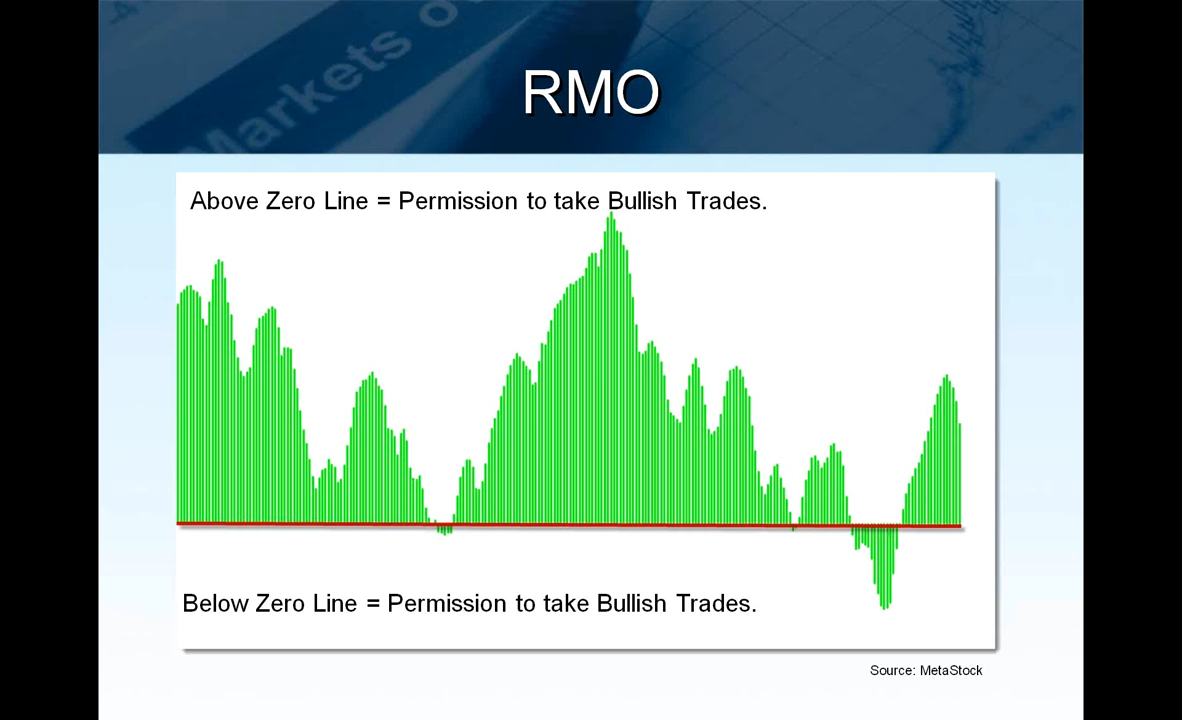 Markets o
RMO
Above Zero Line = Permission to take Bullish Trades.
Below Zero Line = Permission to take Bullish Trades.
Source: MetaStock